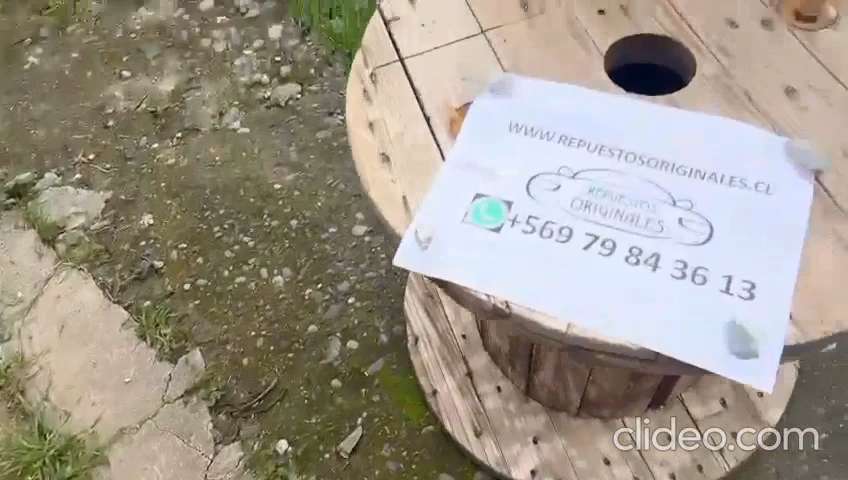 WWW.REPUESTOSORIGINALES.CL
REPUESTOS
ORIGINALES
+569 79 84 36 13
clideo.com